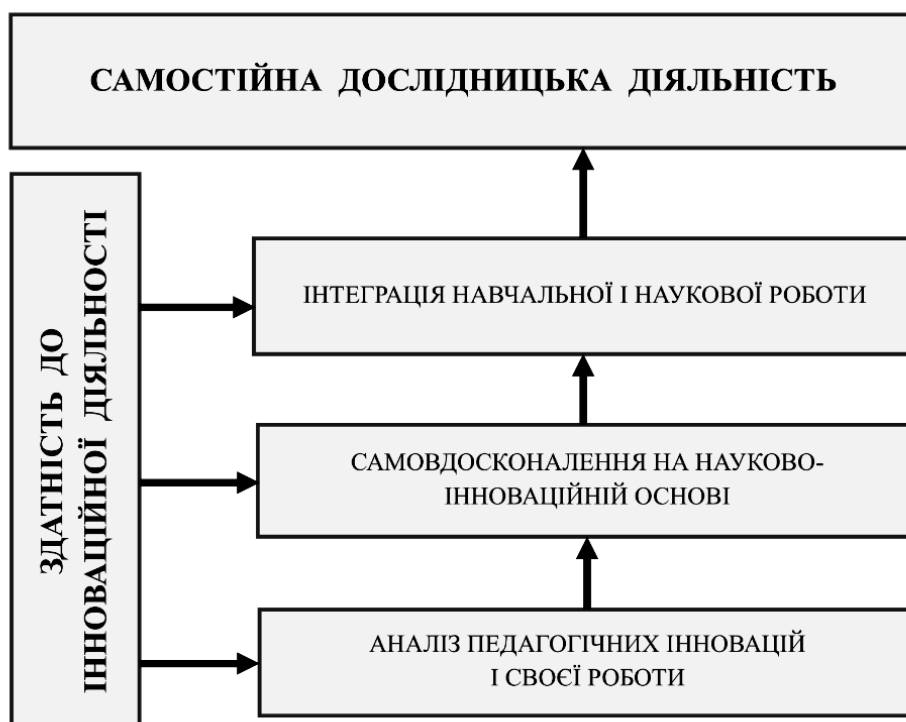 САМОСТІЙНА ДОСЛІДНИЦЬКА ДІЯЛЬНІСТЬ
ЗДАТНІСТЬ ДО
ІННОВАЦІЙНОЇ ДІЯЛЬНОСТІ
ІНТЕГРАЦІЯ НАВЧАЛЬНОЇ І НАУКОВОЇ РОБОТИ
САМОВДОСКОНАЛЕННЯ НА НАУКОВО-
ІННОВАЦІЙНІЙ ОСНОВІ
АНАЛІЗ ПЕДАГОГІЧНИХ ІННОВАЦІЙ
І СВОЄЇ РОБОТИ